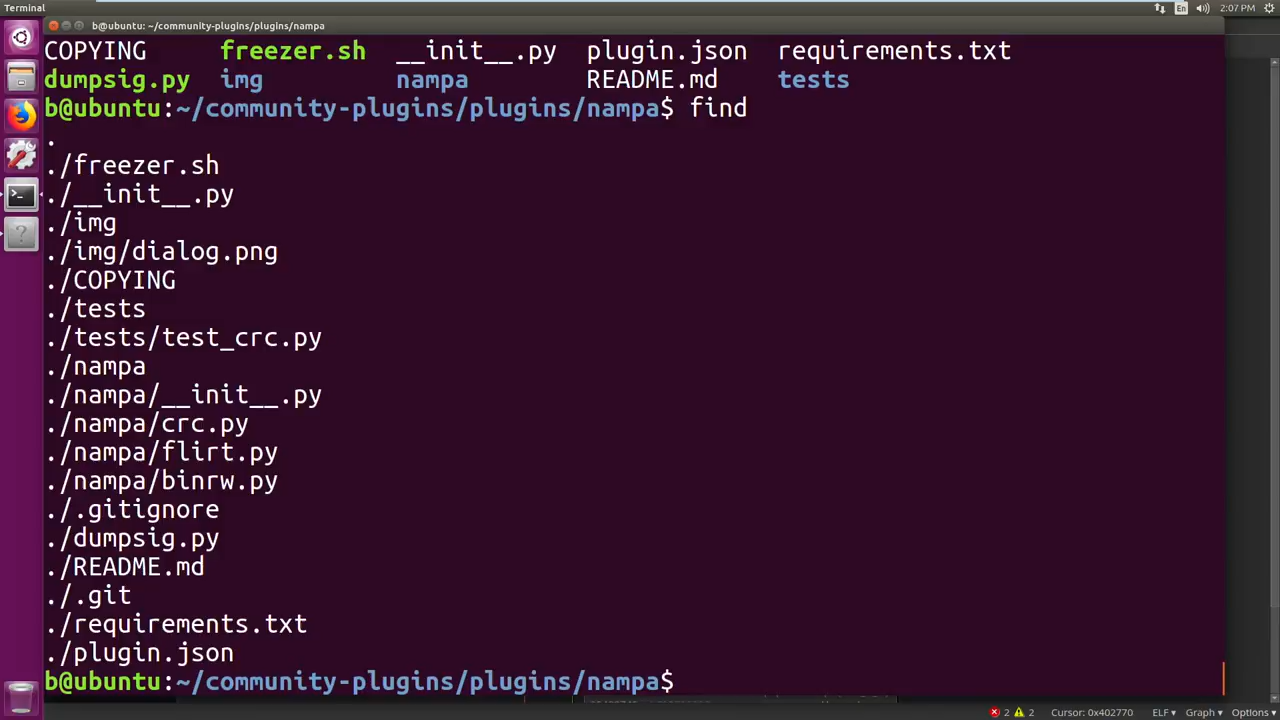 Terminal
En
2:07 PM
b@ubuntu: ~/community-plugins/plugins/nampa
COPYING freezer.sh __init__.py plugin.json requirements.txt
dumpsig.py img nampa README.md tests
b@ubuntu:~/community-plugins/plugins/nampa$ find
.
./freezer.sh
./__init__.py
./img
./img/dialog.png
./COPYING
./tests
./tests/test_crc.py
./nampa
./nampa/__init__.py
./nampa/crc.py
./nampa/flirt.py
./nampa/binrw.py
./.gitignore
./dumpsig.py
./README.md
./.git
./requirements.txt
./plugin.json
b@ubuntu:~/community-plugins/plugins/nampa$
2 2 Cursor: 0x402770 ELF▾ Graph▾ Options▾